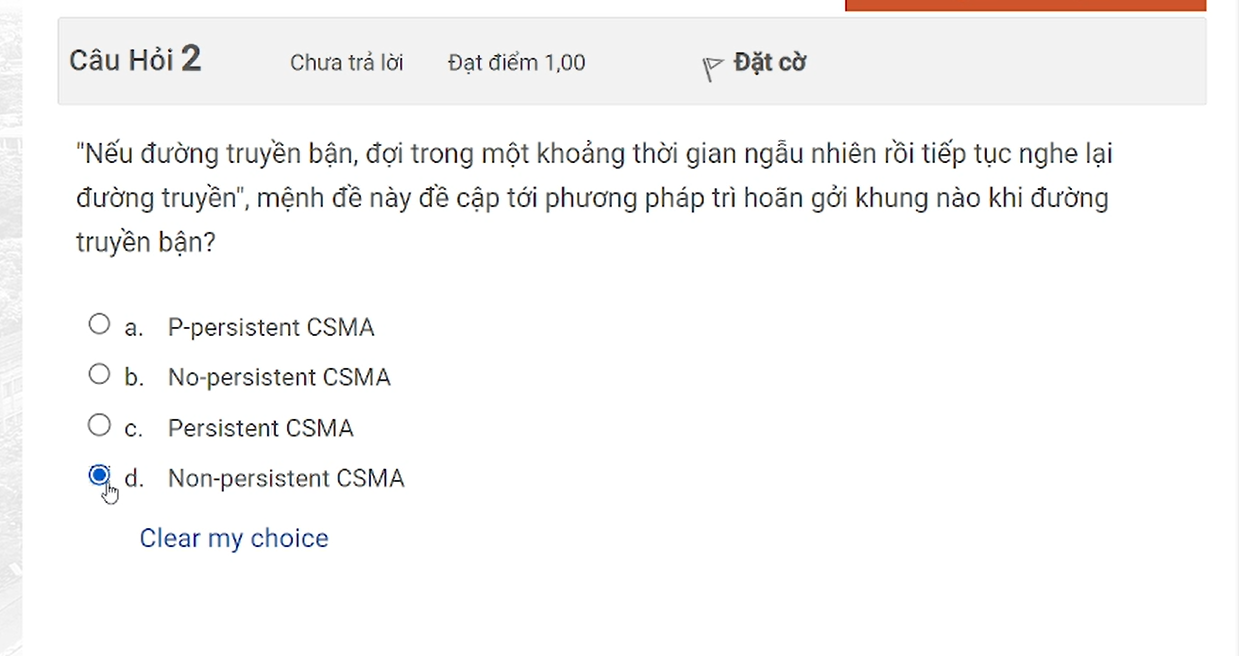 Câu Hỏi 2 Chưa trả lời Đạt điểm 1,00 Đặt cờ
"Nếu đường truyền bận, đợi trong một khoảng thời gian ngẫu nhiên rồi tiếp tục nghe lại
đường truyền", mệnh đề này đề cập tới phương pháp trì hoãn gởi khung nào khi đường
truyền bận?
a. P-persistent CSMA
b. No-persistent CSMA
c. Persistent CSMA
d. Non-persistent CSMA
Clear my choice